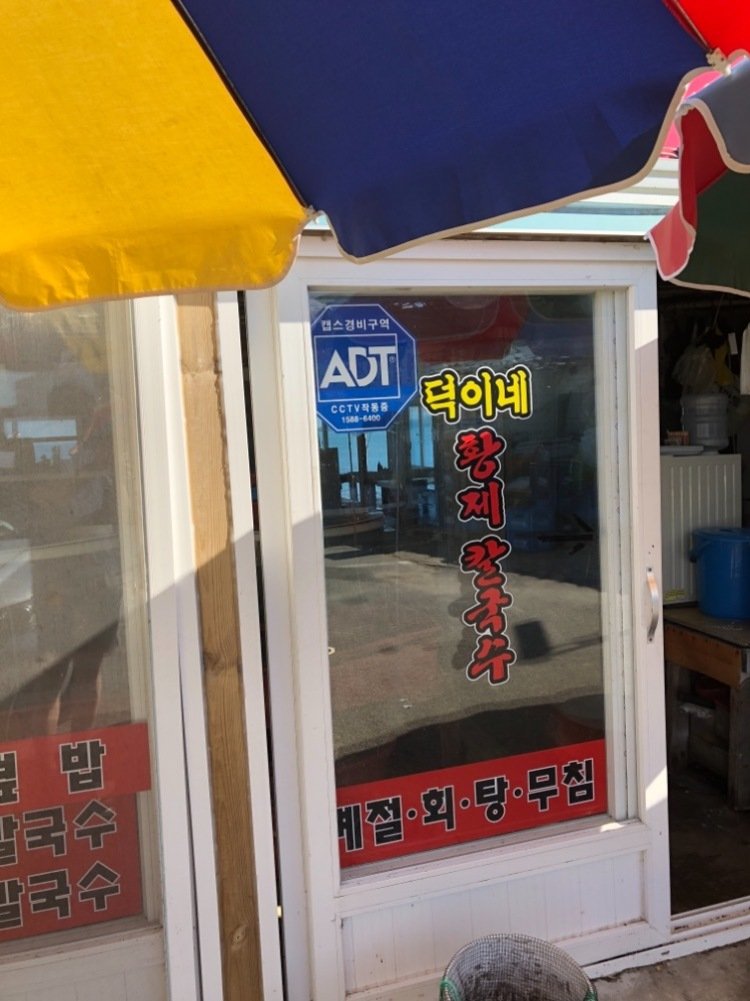 캡스경비구역
ADT
CCTV작동중
1588-6400
덕이네
황제 칼국수
계절·회·탕·무침
덮밥
칼국수
칼국수